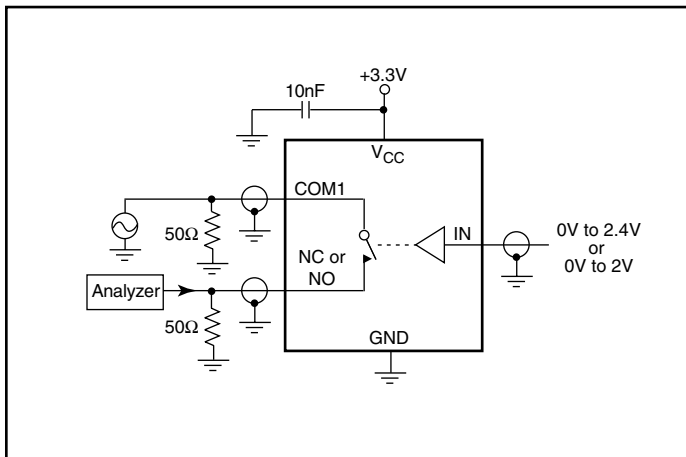 +3.3V
10nF
VCC
COM1
50Ω
IN
0V to 2.4V
or
0V to 2V
NC or
NO
Analyzer
50Ω
GND